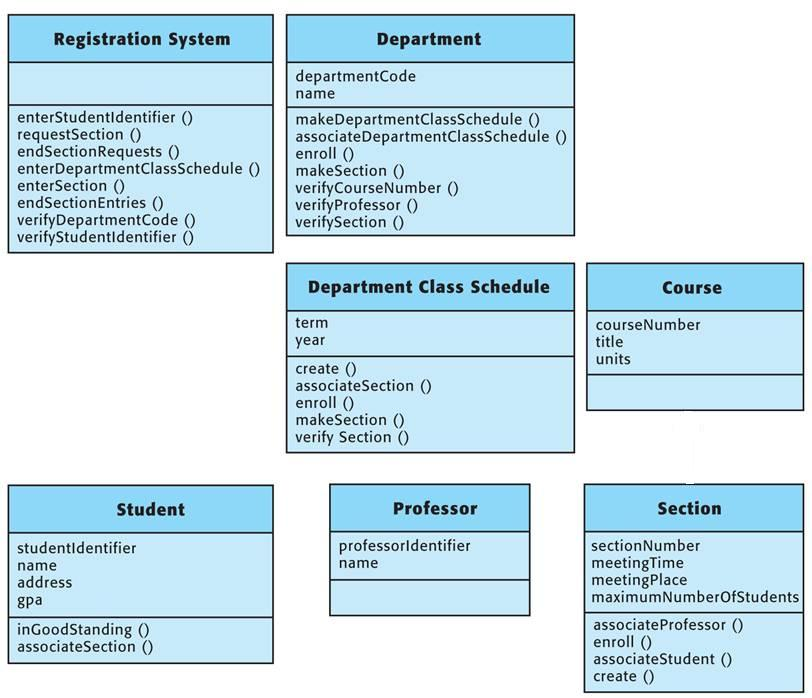 Registration System
enterStudentIdentifier ()
requestSection ()
endSectionRequests ()
enterDepartmentClassSchedule ()
enterSection ()
endSectionEntries ()
verifyDepartmentCode ()
verifyStudentIdentifier ()
Department
departmentCode
name
makeDepartmentClassSchedule ()
associateDepartmentClassSchedule ()
enroll ()
makeSection ()
verifyCourseNumber ()
verifyProfessor ()
verifySection ()
Department Class Schedule
term
year
create ()
associateSection ()
enroll ()
makeSection ()
verify Section ()
Course
courseNumber
title
units
Student
studentIdentifier
name
address
gpa
inGoodStanding ()
associateSection ()
Professor
professorIdentifier
name
Section
sectionNumber
meetingTime
meetingPlace
maximumNumberOfStudents
associateProfessor ()
enroll ()
associateStudent ()
create ()